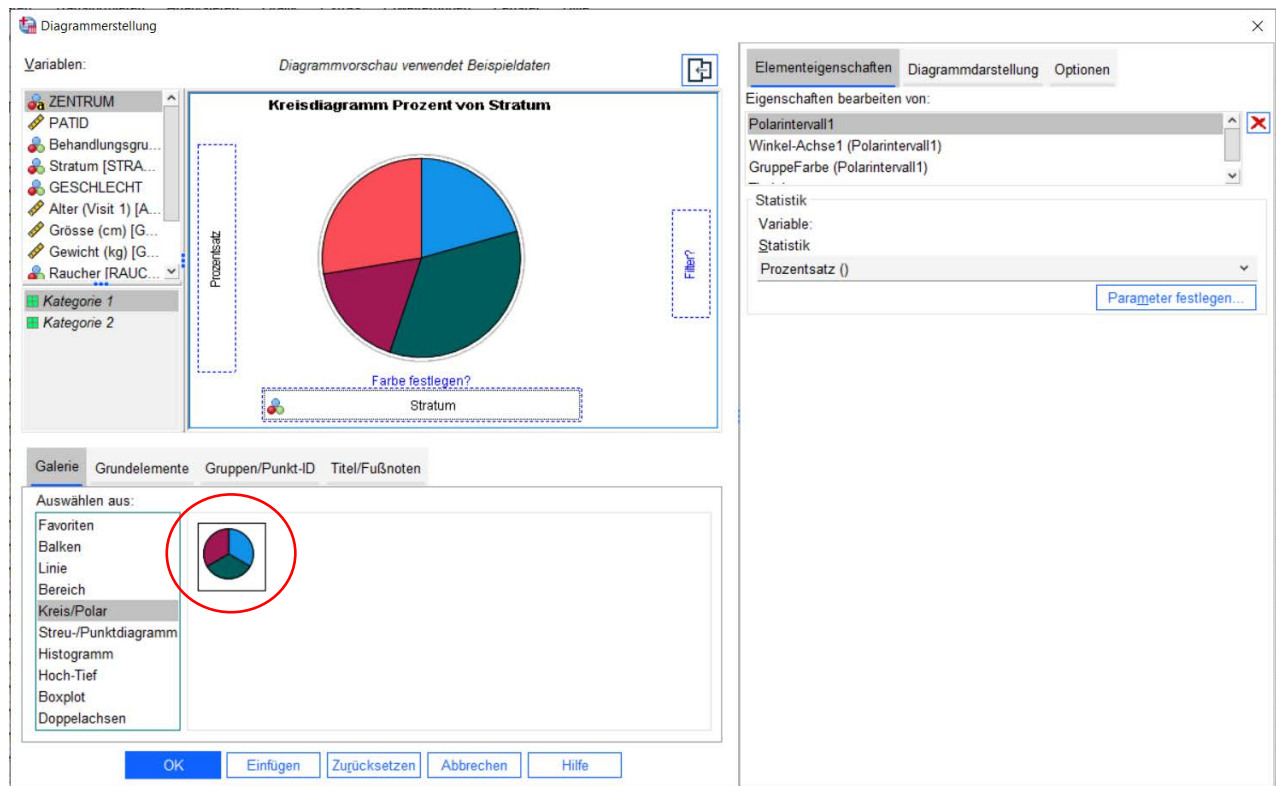 Diagrammerstellung
Variablen:
Diagrammvorschau verwendet Beispieldaten
ZENTRUM
PATID
Behandlungsgru...
Stratum [STRA...
GESCHLECHT
Alter (Visit 1) [A...
Grösse (cm) [G...
Gewicht (kg) [G...
Raucher [RAUC...
Kategorie 1
Kategorie 2
Kreisdiagramm Prozent von Stratum
Prozentsatz
Filter?
Farbe festlegen?
Stratum
Galerie Grundelemente Gruppen/Punkt-ID Titel/Fußnoten
Auswählen aus:
Favoriten
Balken
Linie
Bereich
Kreis/Polar
Streu-/Punktdiagramm
Histogramm
Hoch-Tief
Boxplot
Doppelachsen
OK Einfügen Zurücksetzen Abbrechen Hilfe
Elementeigenschaften Diagrammdarstellung Optionen
Eigenschaften bearbeiten von:
Polarintervall1
Winkel-Achse1 (Polarintervall1)
GruppeFarbe (Polarintervall1)
Statistik
Variable:
Statistik
Prozentsatz ()
Parameter festlegen...